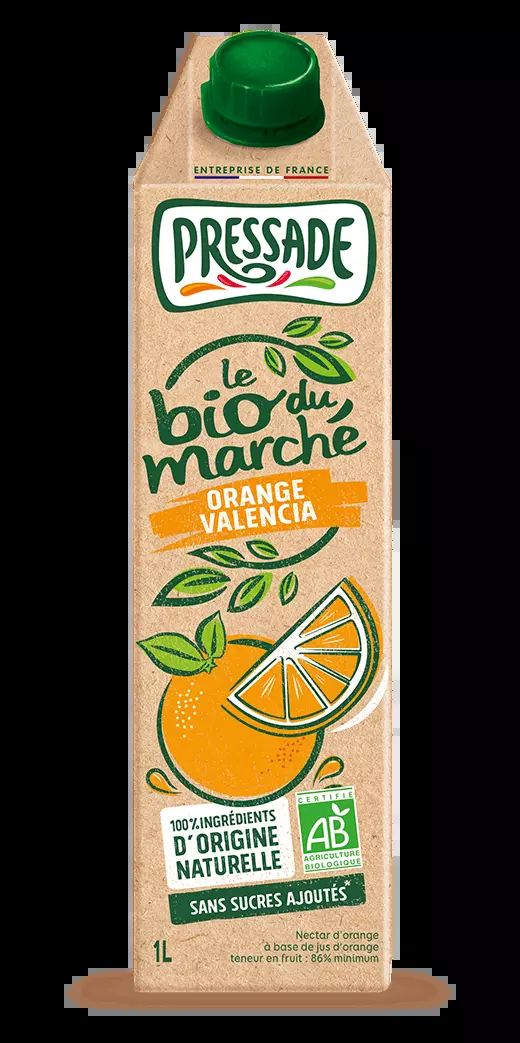 ENTREPRISE DE FRANCE
PRESSADE
le
bio du
marché
ORANGE
VALENCIA
100% INGRÉDIENTS
D'ORIGINE
NATURELLE
CERTIFIÉ
AB
AGRICULTURE
BIOLOGIQUE
SANS SUCRES AJOUTÉS*
Nectar d'orange
à base de jus d'orange
teneur en fruit : 86% minimum
1L